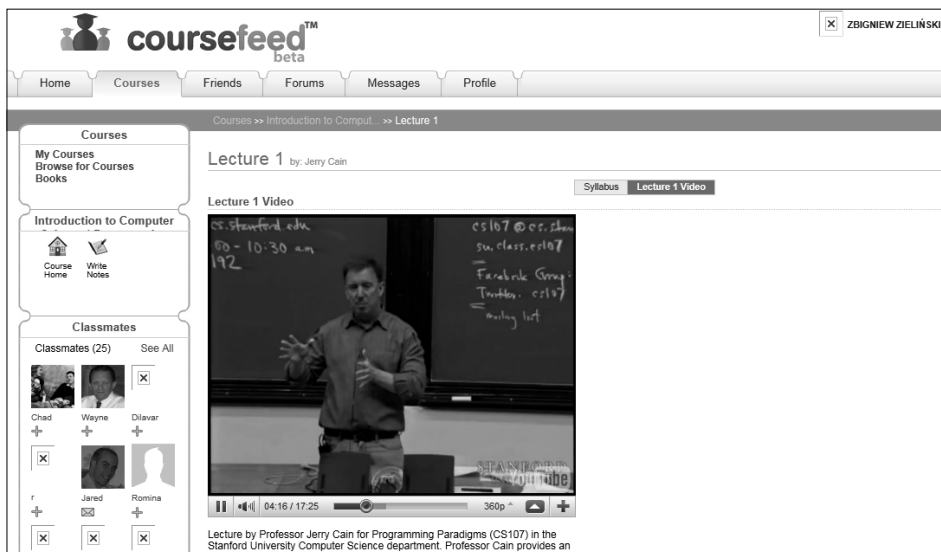 coursefeed™
beta
ZBIGNIEW ZIELIŃSKI
Home
Courses
Friends
Forums
Messages
Profile
Courses >> Introduction to Comput... >> Lecture 1
Courses
My Courses
Browse for Courses
Books
Introduction to Computer
Course
Home
Write
Notes
Classmates
Classmates (25) See All
Chad
Wayne
Dilavar
r
Jared
Romina
Lecture 1 by: Jerry Cain
Syllabus
Lecture 1 Video
Lecture 1 Video
cs.stanford.edu
00 - 10:30 a.m
192
cs107 @ cs.stan
su.class.cs107
Facebook Group:
Twitter: cs107
mailing list
STANFORD
YouTube
04:16 / 17:25
360p
Lecture by Professor Jerry Cain for Programming Paradigms (CS107) in the
Stanford University Computer Science department. Professor Cain provides an